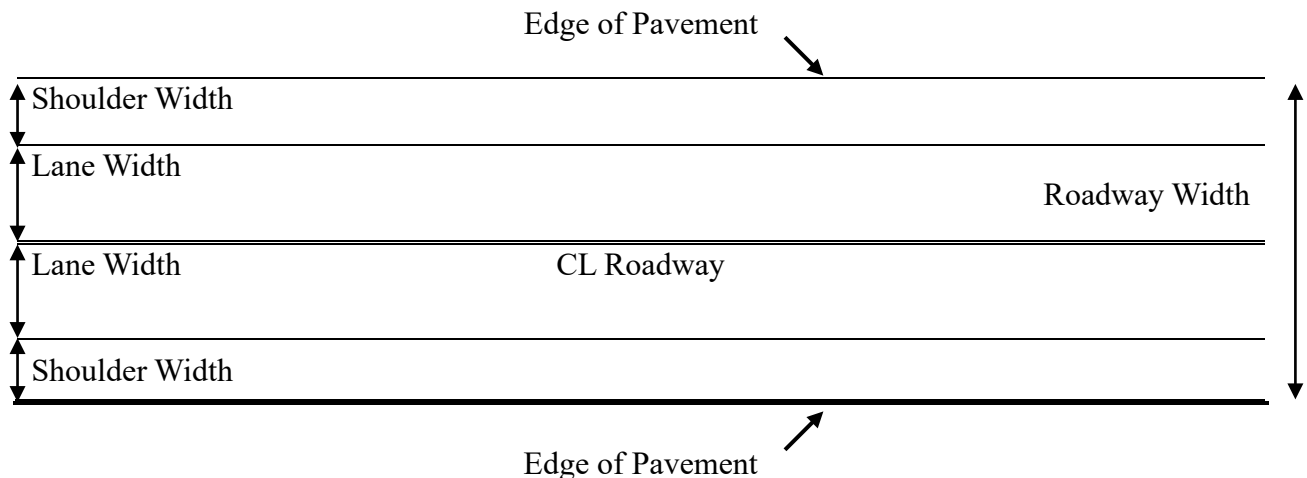 Edge of Pavement
Shoulder Width
Lane Width
Roadway Width
Lane Width
CL Roadway
Shoulder Width
Edge of Pavement